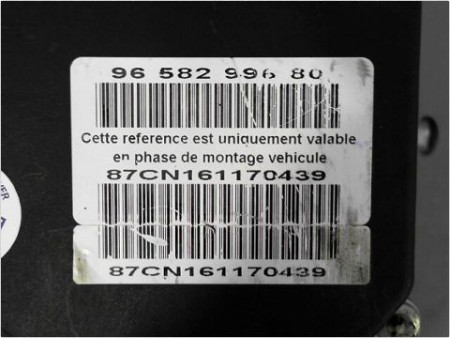 96 582 996 80
Cette reference est uniquement valable
en phase de montage vehicule
87CN161170439
87CN161170439